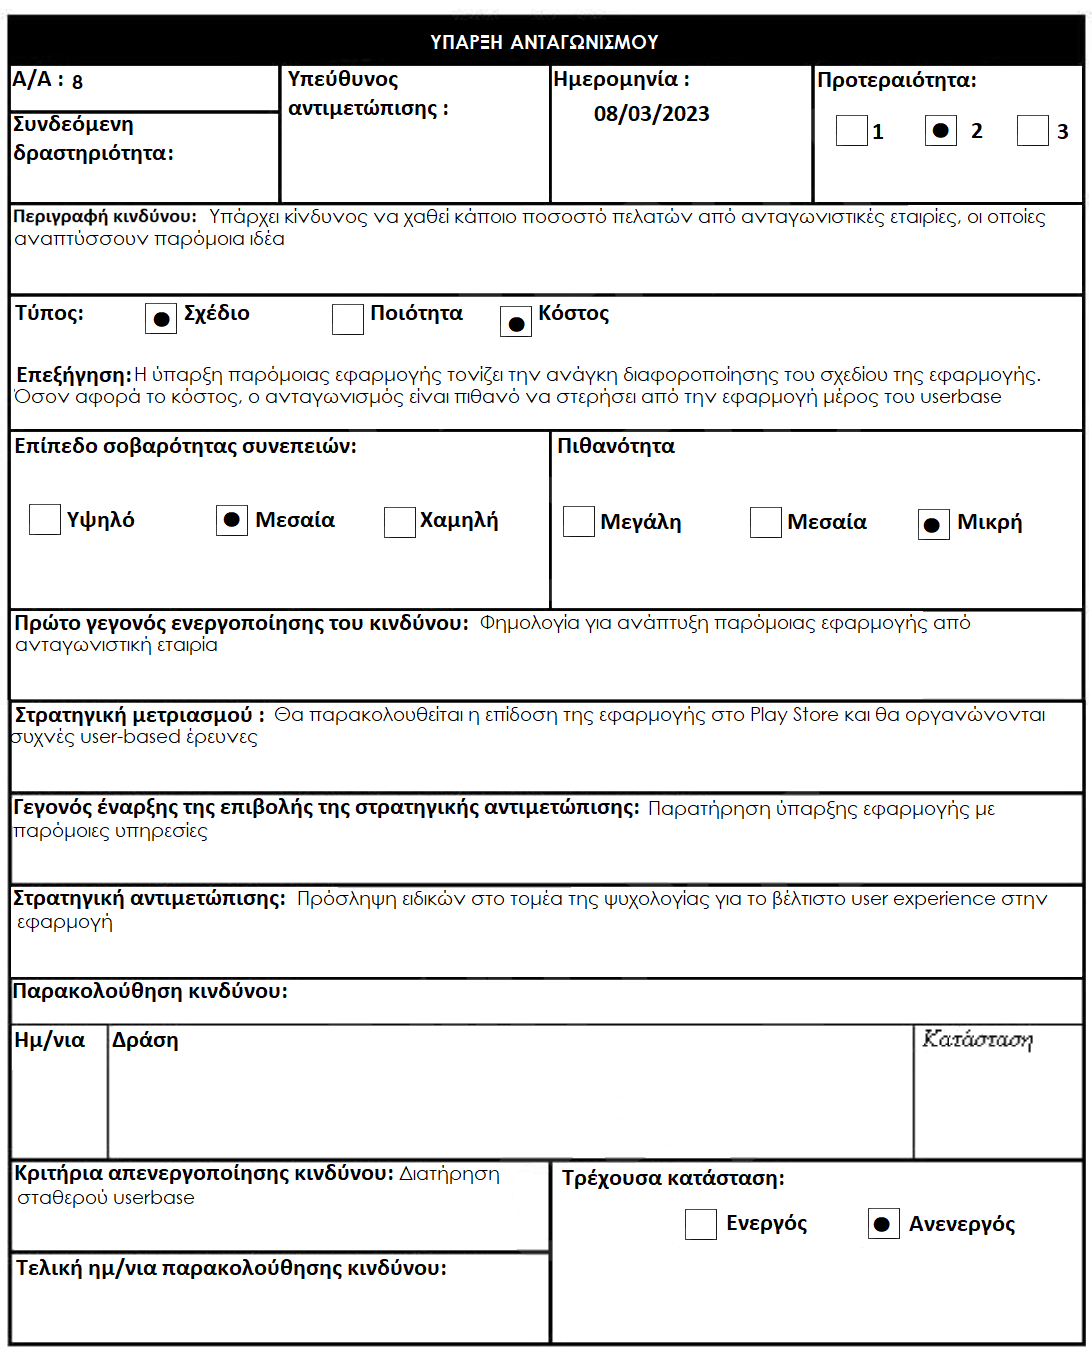 ΥΠΑΡΞΗ ΑΝΤΑΓΩΝΙΣΜΟΥ
Α/Α : 8
Υπεύθυνος
αντιμετώπισης :
Ημερομηνία :
08/03/2023
Προτεραιότητα:
1 2 3
Συνδεόμενη
δραστηριότητα:
Περιγραφή κινδύνου: Υπάρχει κίνδυνος να χαθεί κάποιο ποσοστό πελατών από ανταγωνιστικές εταιρίες, οι οποίες
αναπτύσσουν παρόμοια ιδέα
Τύπος: Σχέδιο Ποιότητα Κόστος
Επεξήγηση: Η ύπαρξη παρόμοιας εφαρμογής τονίζει την ανάγκη διαφοροποίησης του σχεδίου της εφαρμογής.
Όσον αφορά το κόστος, ο ανταγωνισμός είναι πιθανό να στερήσει από την εφαρμογή μέρος του userbase
Επίπεδο σοβαρότητας συνεπειών:
Υψηλό Μεσαία Χαμηλή
Πιθανότητα
Μεγάλη Μεσαία Μικρή
Πρώτο γεγονός ενεργοποίησης του κινδύνου: Φημολογία για ανάπτυξη παρόμοιας εφαρμογής από
ανταγωνιστική εταιρία
Στρατηγική μετριασμού : Θα παρακολουθείται η επίδοση της εφαρμογής στο Play Store και θα οργανώνονται
συχνές user-based έρευνες
Γεγονός έναρξης της επιβολής της στρατηγικής αντιμετώπισης: Παρατήρηση ύπαρξης εφαρμογής με
παρόμοιες υπηρεσίες
Στρατηγική αντιμετώπισης: Πρόσληψη ειδικών στο τομέα της ψυχολογίας για το βέλτιστο user experience στην
εφαρμογή
Παρακολούθηση κινδύνου:
Ημ/νια Δράση Κατάσταση
Κριτήρια απενεργοποίησης κινδύνου: Διατήρηση
σταθερού userbase
Τρέχουσα κατάσταση:
Ενεργός Ανενεργός
Τελική ημ/νια παρακολούθησης κινδύνου: